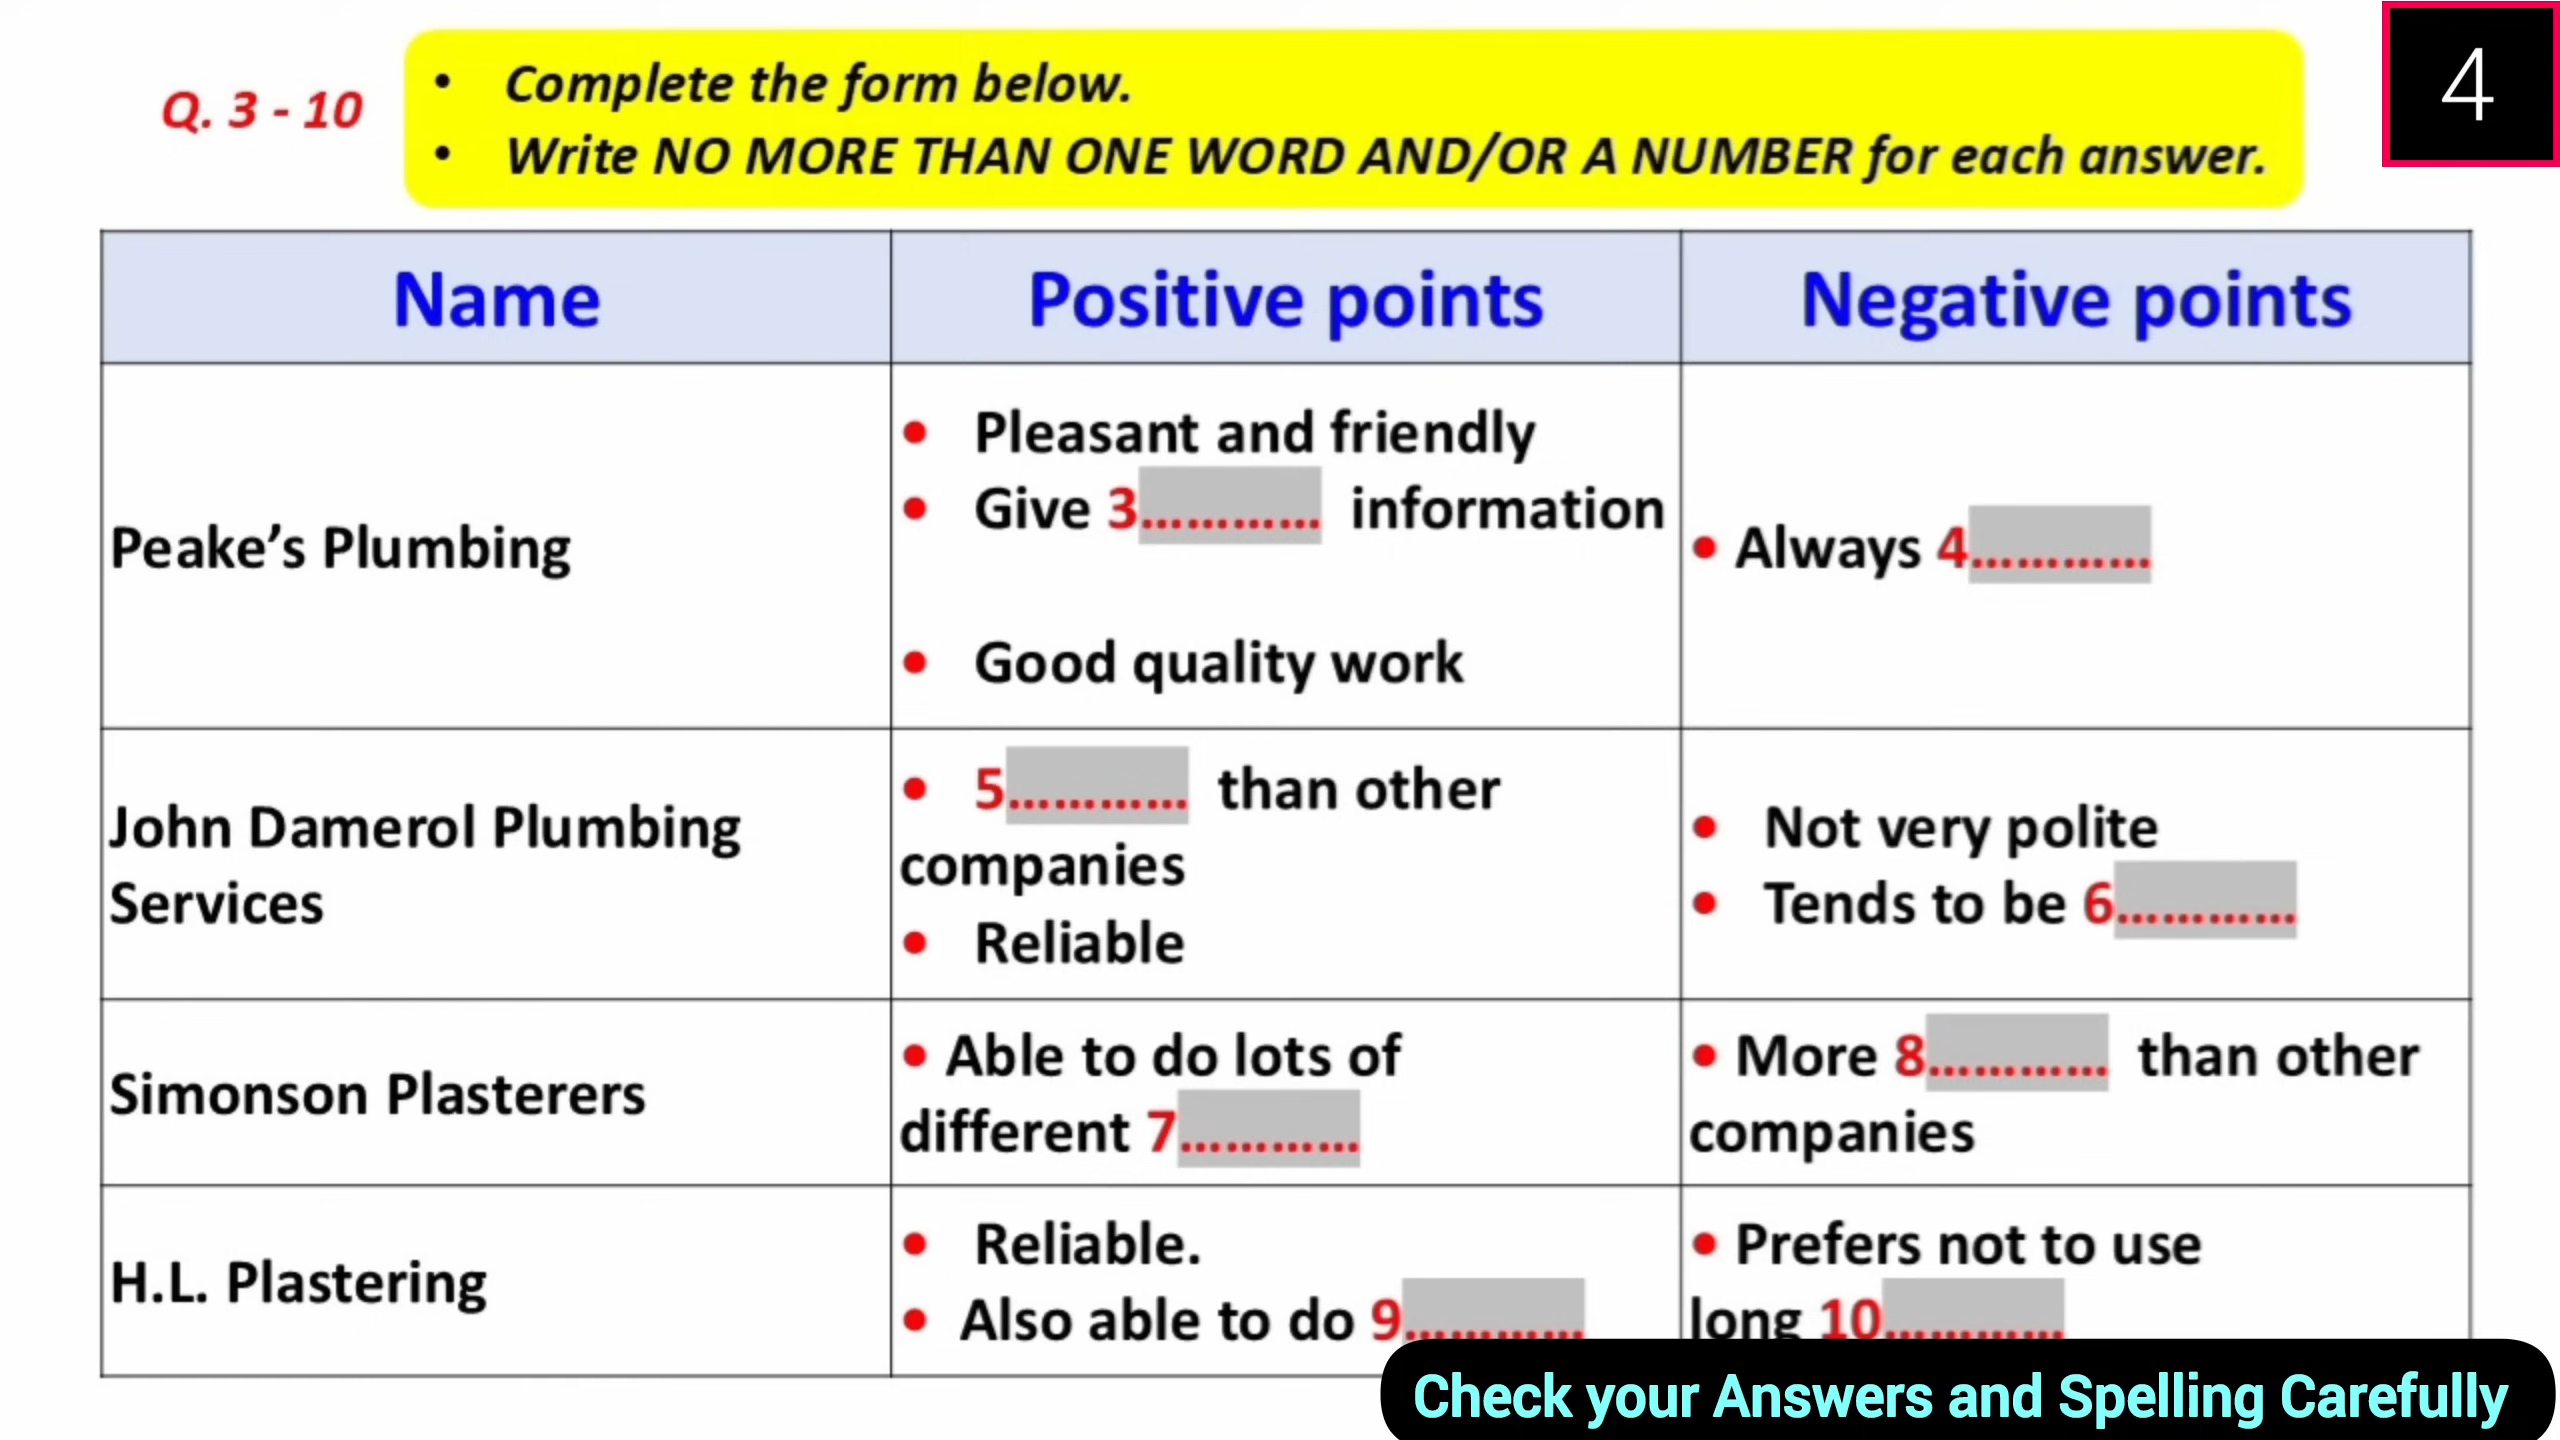 Q. 3 - 10
• Complete the form below.
• Write NO MORE THAN ONE WORD AND/OR A NUMBER for each answer.
4
Name
Positive points
Negative points
Peake’s Plumbing
• Pleasant and friendly
• Give 3............ information
• Good quality work
• Always 4............
John Damerol Plumbing
Services
• 5............ than other
companies
• Reliable
• Not very polite
• Tends to be 6............
Simonson Plasterers
• Able to do lots of
different 7............
• More 8............ than other
companies
H.L. Plastering
• Reliable.
• Also able to do 9............
• Prefers not to use
long 10............
Check your Answers and Spelling Carefully